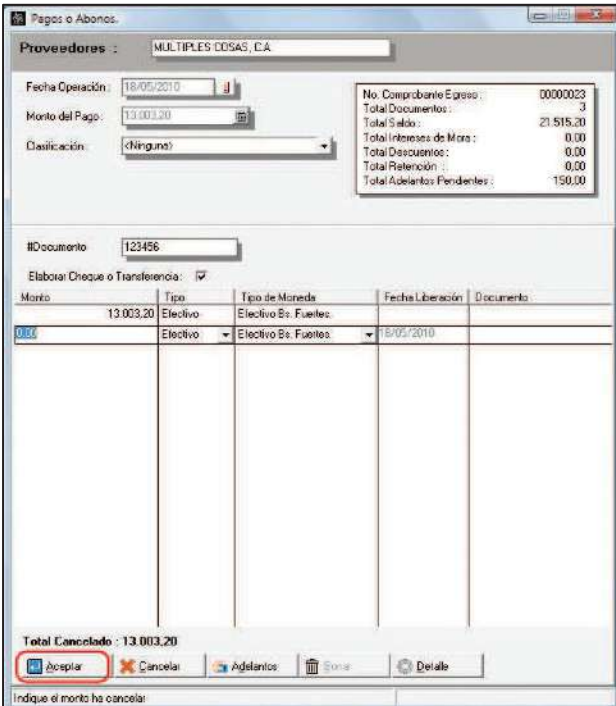 Pagos o Abonos.
Proveedores :
MULTIPLES COSAS, C.A
Fecha Operación:
18/05/2010
Monto del Pago:
13.003,20
Clasificación:
<Ninguna>
No. Comprobante Egreso : 00000023
Total Documentos : 3
Total Saldo : 21.515,20
Total Intereses de Mora : 0,00
Total Descuentos : 0,00
Total Retención : 0,00
Total Adelantos Pendientes : 150,00
#Documento
123456
Elaborar Cheque o Transferencia:
Monto Tipo Tipo de Moneda Fecha Liberación Documento
13.003,20 Efectivo Efectivo Bs. Fuertes.
0,00 Efectivo Efectivo Bs. Fuertes. 18/05/2010
Total Cancelado : 13.003,20
Aceptar Cancelar Adelantos Borrar Detalle
Indique el monto ha cancelar